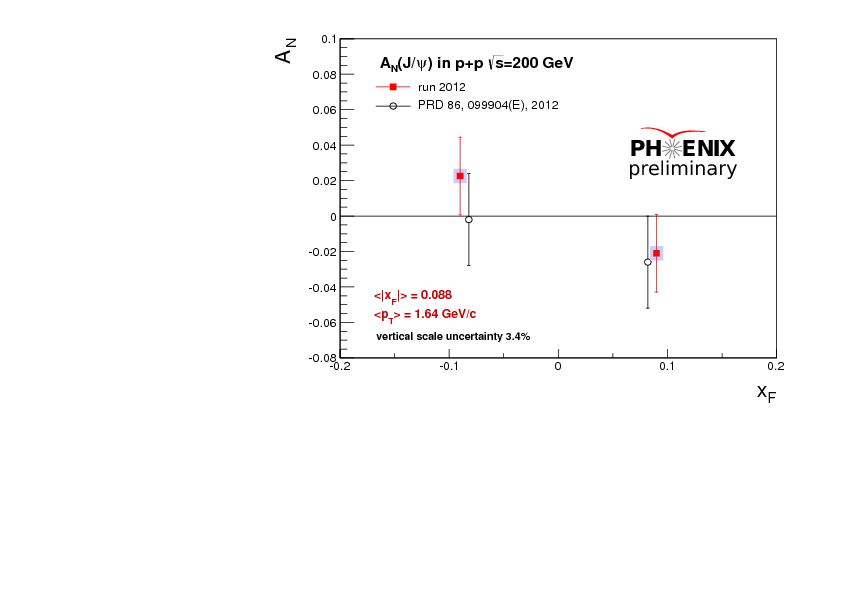 A_N
0.1
0.08
0.06
0.04
0.02
0
-0.02
-0.04
-0.06
-0.08
A_N(J/ψ) in p+p √s=200 GeV
run 2012
PRD 86, 099904(E), 2012
PHENIX
preliminary
<|x_F|> = 0.088
<p_T> = 1.64 GeV/c
vertical scale uncertainty 3.4%
-0.2 -0.1 0 0.1 0.2
x_F